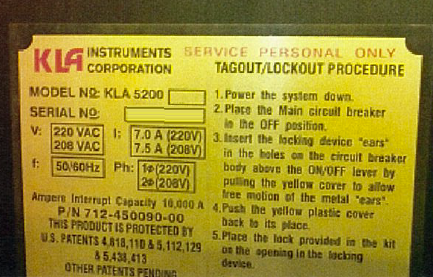 KLA INSTRUMENTS CORPORATION
SERVICE PERSONAL ONLY
MODEL NO: KLA 5200
SERIAL NO:
V: 220 VAC I: 7.0 A (220V)
208 VAC 7.5 A (208V)
f: 50/60Hz Ph: 1Φ(220V)
2Φ(208V)
Ampere Interrupt Capacity 10,000 A
P/N 712-450090-00
THIS PRODUCT IS PROTECTED BY
U.S. PATENTS 4,818,110 & 5,112,129
& 5,438,413
OTHER PATENTS PENDING
TAGOUT/LOCKOUT PROCEDURE
1. Power the system down.
2. Place the Main circuit breaker
in the OFF position.
3. Insert the locking device "ears"
in the holes on the circuit breaker
body above the ON/OFF lever by
pulling the yellow cover to allow
free motion of the metal "ears".
4. Push the yellow plastic cover
back to its place.
5. Place the lock provided in the kit
on the opening in the locking
device.